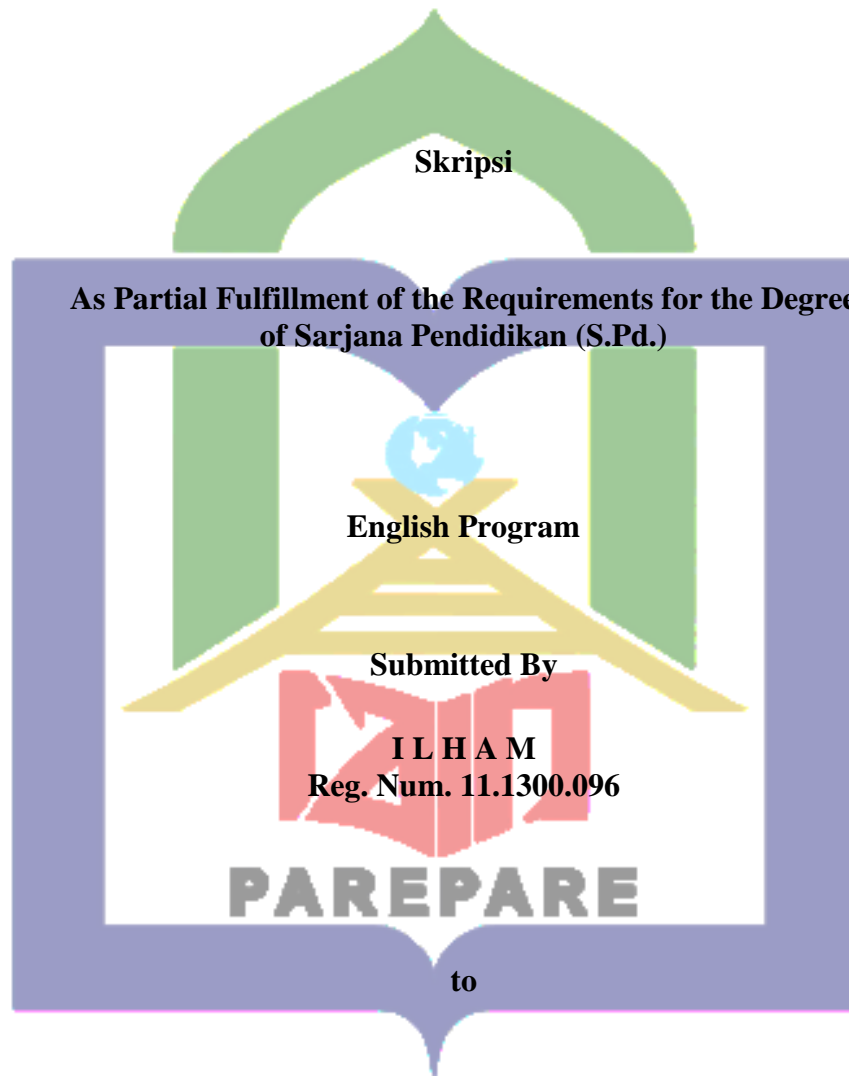 Skripsi
As Partial Fulfillment of the Requirements for the Degree
of Sarjana Pendidikan (S.Pd.)
English Program
Submitted By
I L H A M
Reg. Num. 11.1300.096
PAREPARE
to